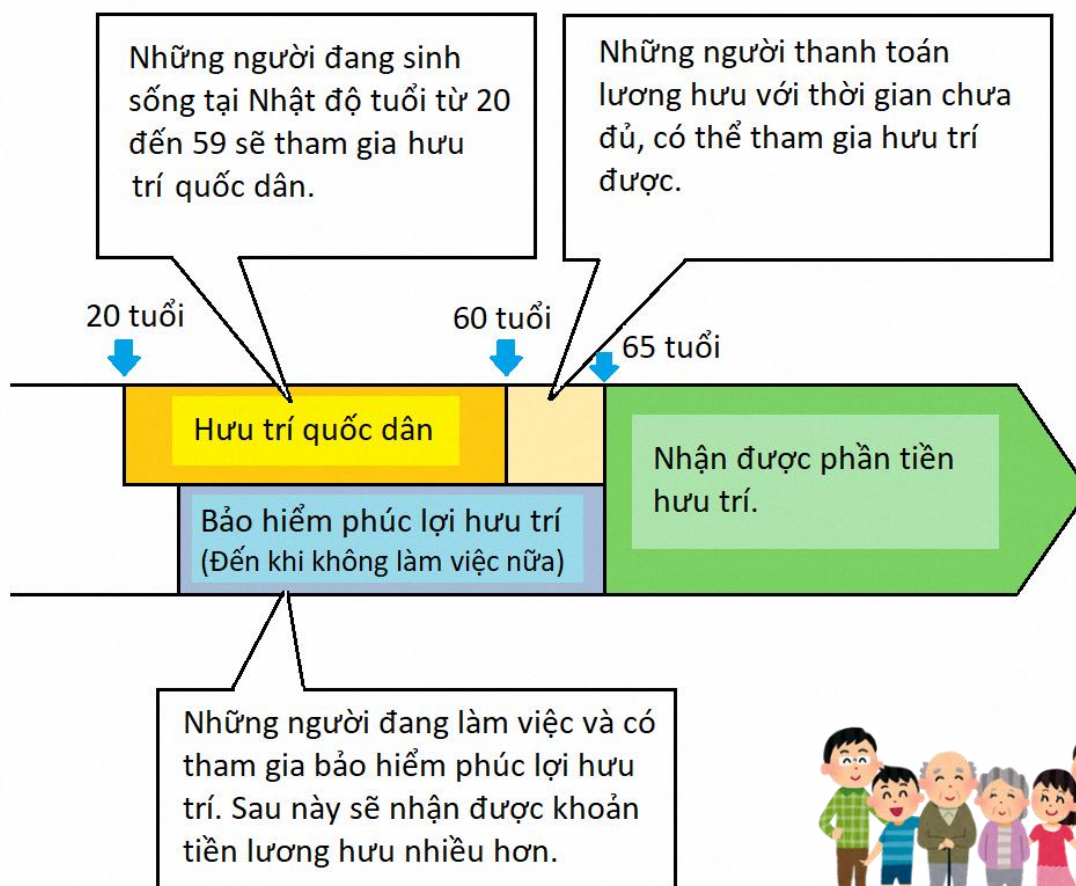 Những người đang sinh
sống tại Nhật độ tuổi từ 20
đến 59 sẽ tham gia hưu
trí quốc dân.
Những người thanh toán
lương hưu với thời gian chưa
đủ, có thể tham gia hưu trí
được.
20 tuổi
60 tuổi
65 tuổi
Hưu trí quốc dân
Nhận được phần tiền
hưu trí.
Bảo hiểm phúc lợi hưu trí
(Đến khi không làm việc nữa)
Những người đang làm việc và có
tham gia bảo hiểm phúc lợi hưu
trí. Sau này sẽ nhận được khoản
tiền lương hưu nhiều hơn.